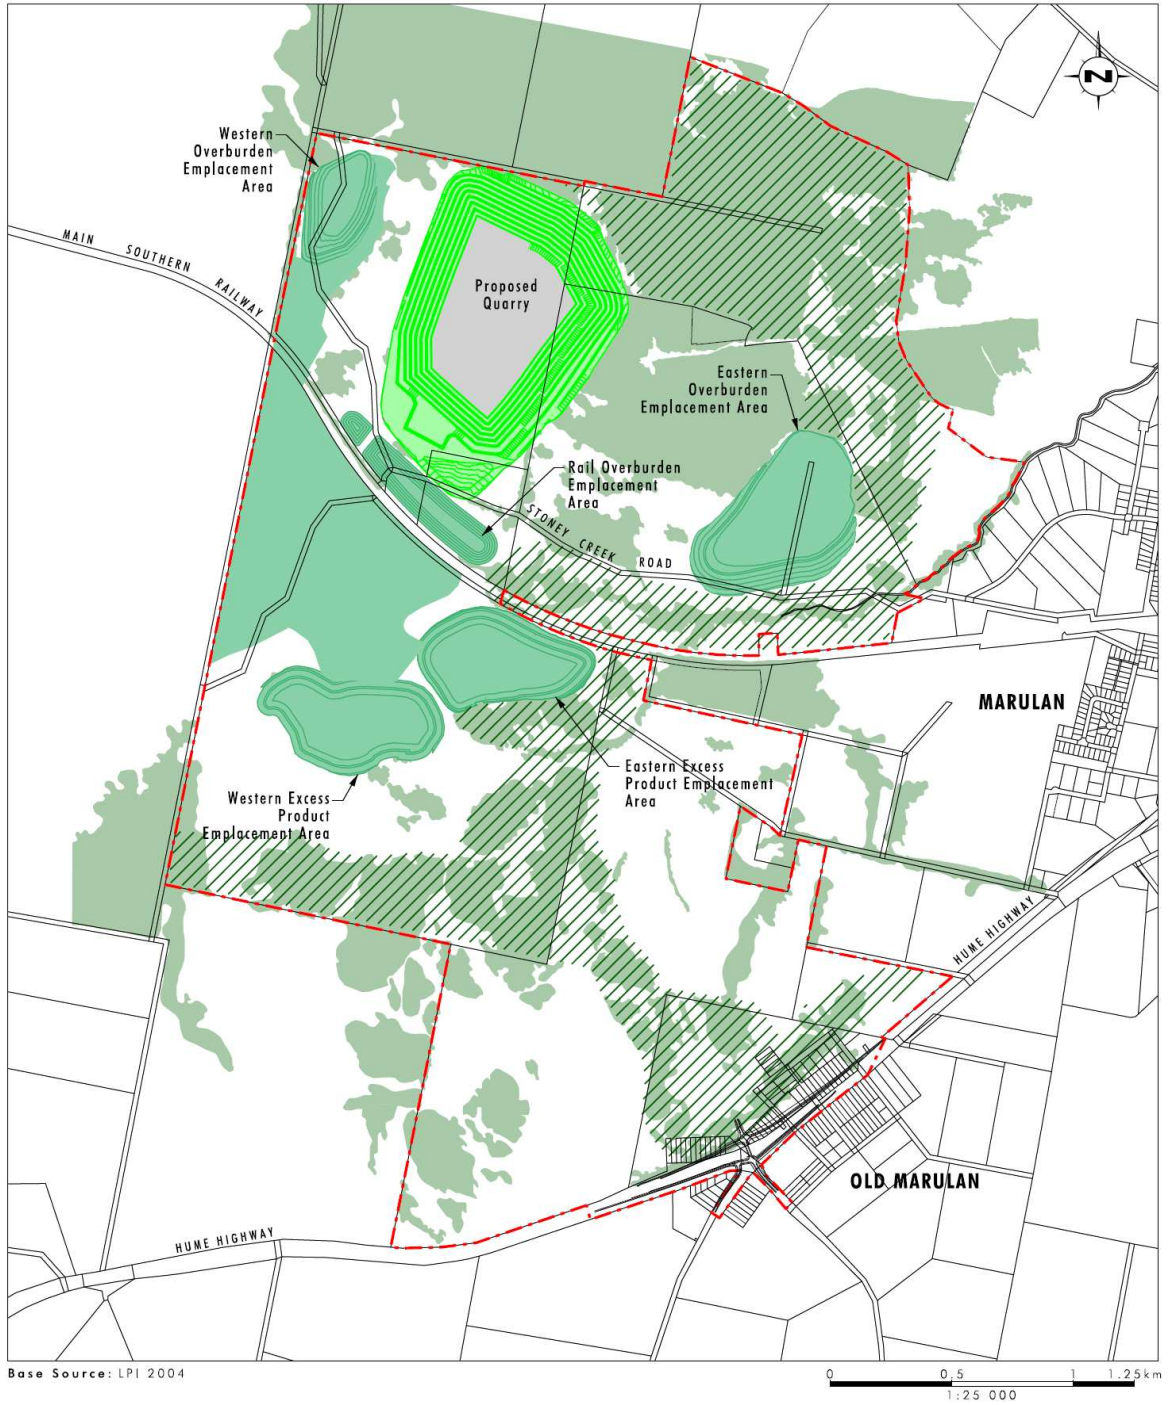 N
Western
Overburden
Emplacement
Area
MAIN SOUTHERN RAILWAY
Proposed
Quarry
Eastern
Overburden
Emplacement Area
Rail Overburden
Emplacement
Area
STONEY CREEK ROAD
MARULAN
Eastern Excess
Product Emplacement
Area
Western Excess
Product
Emplacement Area
HUME HIGHWAY
OLD MARULAN
HUME HIGHWAY
Base Source: LPI 2004
0 0.5 1 1.25km
1:25 000